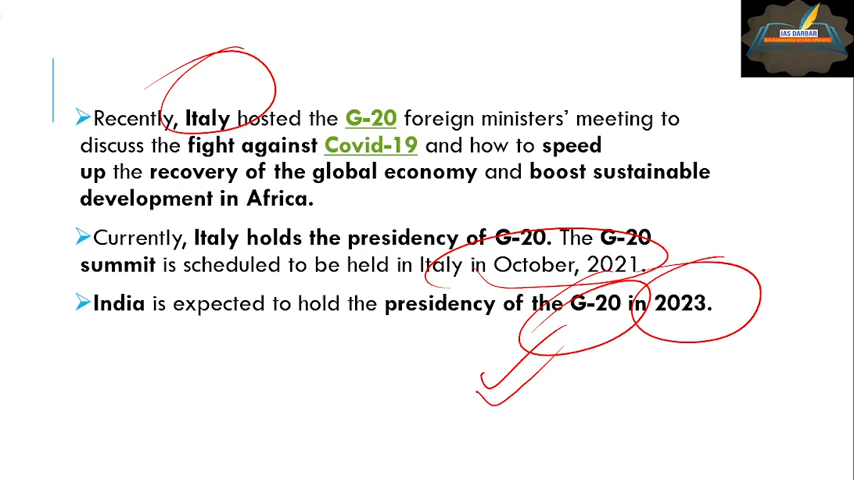 IAS DARBAR
Recently, Italy hosted the G-20 foreign ministers’ meeting to
discuss the fight against Covid-19 and how to speed
up the recovery of the global economy and boost sustainable
development in Africa.
Currently, Italy holds the presidency of G-20. The G-20
summit is scheduled to be held in Italy in October, 2021.
India is expected to hold the presidency of the G-20 in 2023.